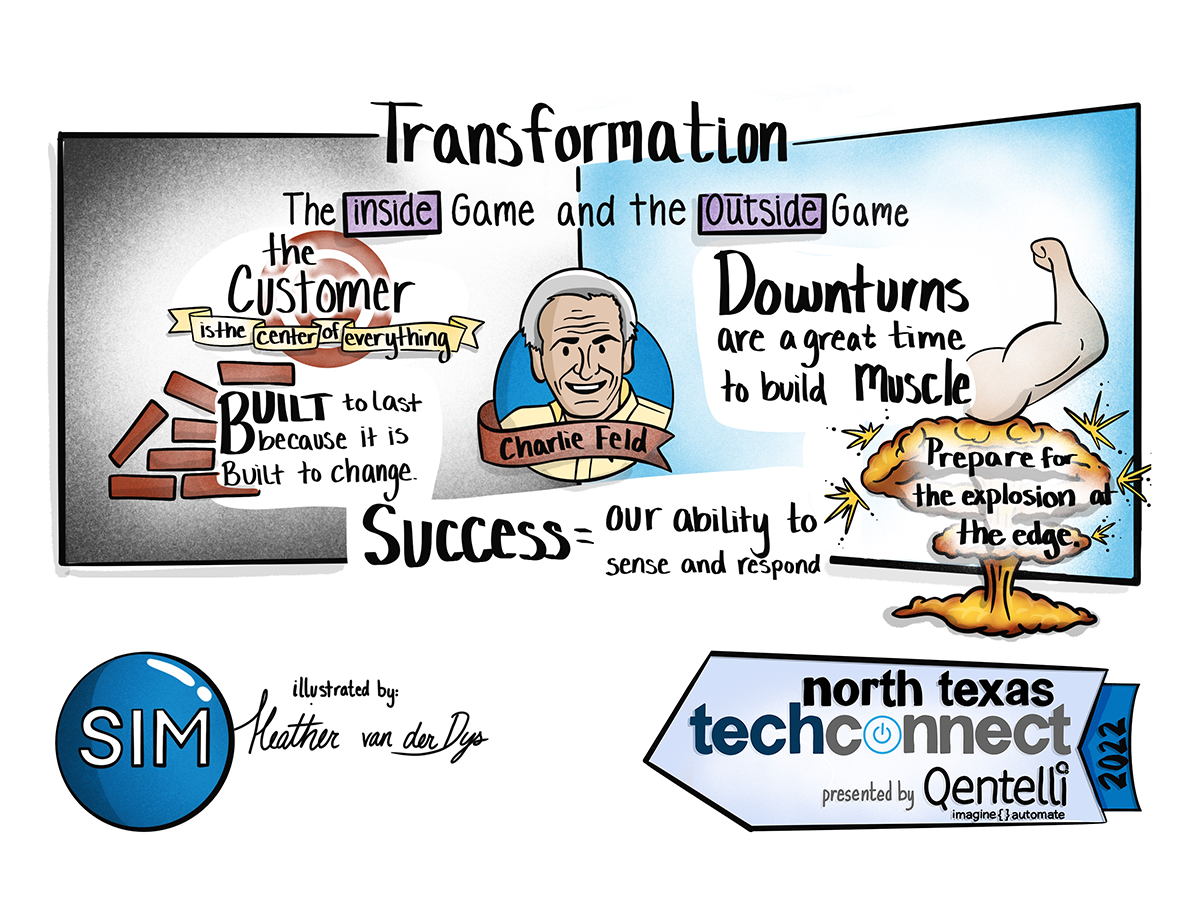 Transformation
The inside Game and the Outside Game
the
Customer
is the center of everything
BUILT to last
because it is
Built to change.
Charlie Feld
Downturns
are a great time
to build Muscle
Prepare for
the explosion at
the edge.
Success = our ability to
sense and respond
SIM
illustrated by:
Heather van der Dys
north texas
techconnect
presented by Qentelli
imagine { } automate
2022